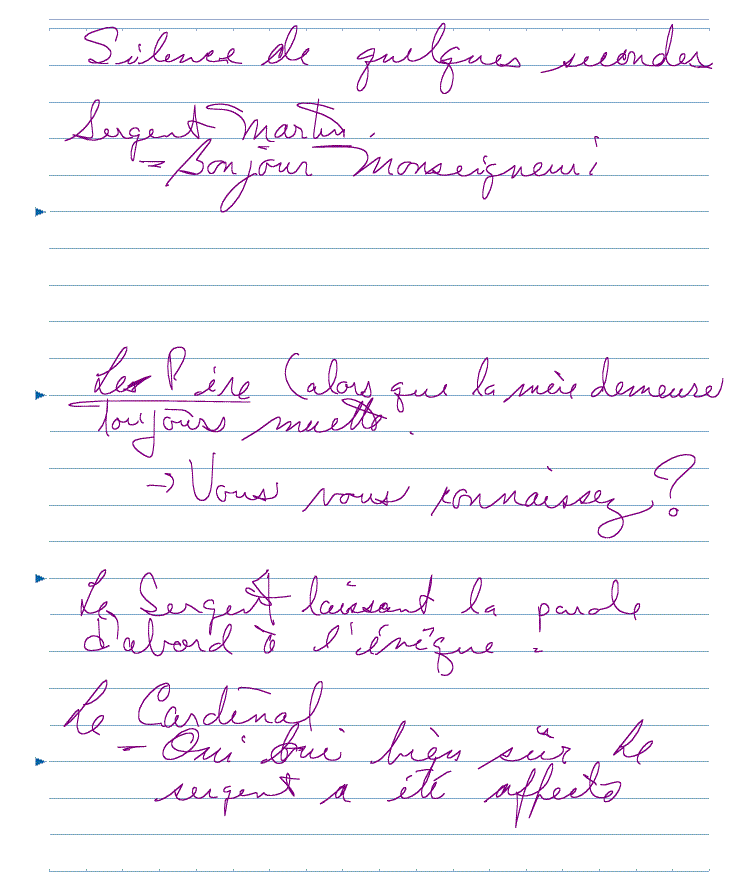 Silence de quelques secondes
Sergent Martin.
- Bonjour Monseigneur!
Le Père (alors que la mère demeure
toujours muette.
→ Vous vous connaissez ?
Le Sergent laissant la parole
d'abord à l'évêque :
Le Cardinal
- Oui oui bien sûr le
sergent a été affecté